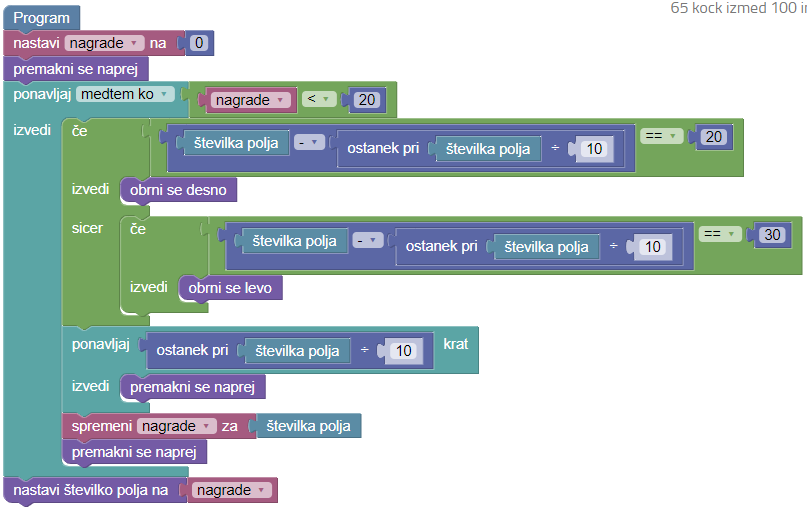 65 kock izmed 100 
Program
nastavi nagrade na 0
premakni se naprej
ponavljaj medtem ko nagrade < 20
izvedi če številka polja - ostanek pri številka polja ÷ 10 == 20
izvedi obrni se desno
sicer če številka polja - ostanek pri številka polja ÷ 10 == 30
izvedi obrni se levo
ponavljaj ostanek pri številka polja ÷ 10 krat
izvedi premakni se naprej
spremeni nagrade za številka polja
premakni se naprej
nastavi številko polja na nagrade